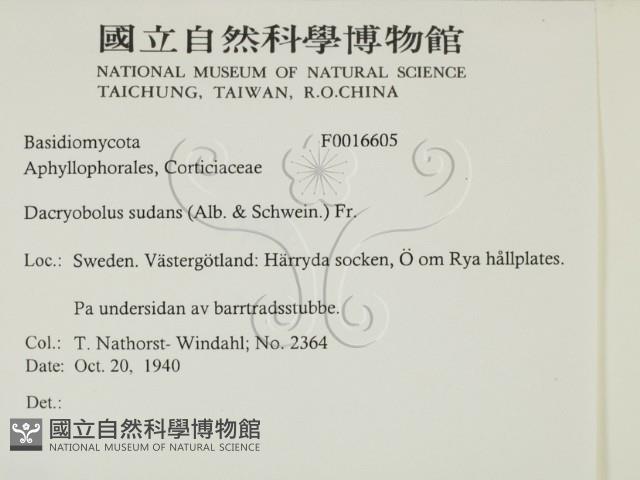 國立自然科學博物館
NATIONAL MUSEUM OF NATURAL SCIENCE
TAICHUNG, TAIWAN, R.O.CHINA
Basidiomycota F0016605
Aphyllophorales, Corticiaceae
Dacryobolus sudans (Alb. & Schwein.) Fr.
Loc.: Sweden. Västergötland: Härryda socken, Ö om Rya hållplates.
Pa undersidan av barrtradsstubbe.
Col.: T. Nathorst- Windahl; No. 2364
Date: Oct. 20, 1940
Det.:
國立自然科學博物館
NATIONAL MUSEUM OF NATURAL SCIENCE